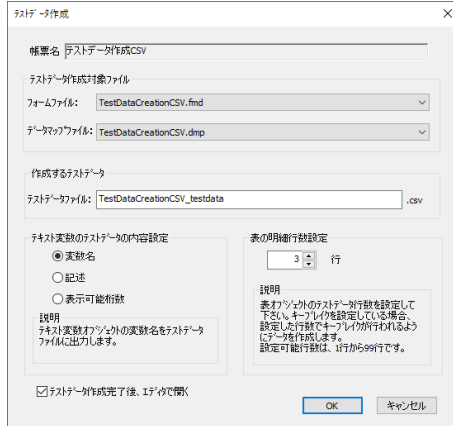 テストデータ作成
帳票名 テストデータ作成CSV
テストデータ作成対象ファイル
フォームファイル: TestDataCreationCSV.fmd
データマップファイル: TestDataCreationCSV.dmp
作成するテストデータ
テストデータファイル: TestDataCreationCSV_testdata .csv
テキスト変数のテストデータの内容設定
変数名
記述
表示可能桁数
説明
テキスト変数オブジェクトの変数名をテストデータ
ファイルに出力します。
表の明細行数設定
3 行
説明
表オブジェクトのテストデータ行数を設定して
下さい。キーブレイクを設定している場合、
設定した行数でキーブレイクが行われるよう
にデータを作成します。
設定可能行数は、1行から99行です。
テストデータ作成完了後、エディタで開く
OK キャンセル